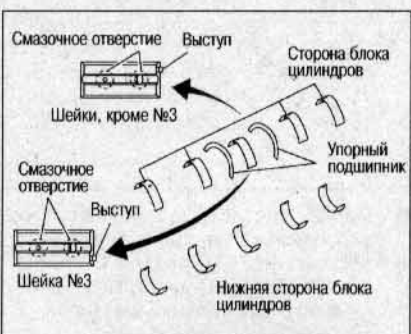 Смазочное отверстие
Выступ
Сторона блока
цилиндров
Шейки, кроме №3
Упорный
подшипник
Смазочное
отверстие
Выступ
Шейка №3
Нижняя сторона блока
цилиндров